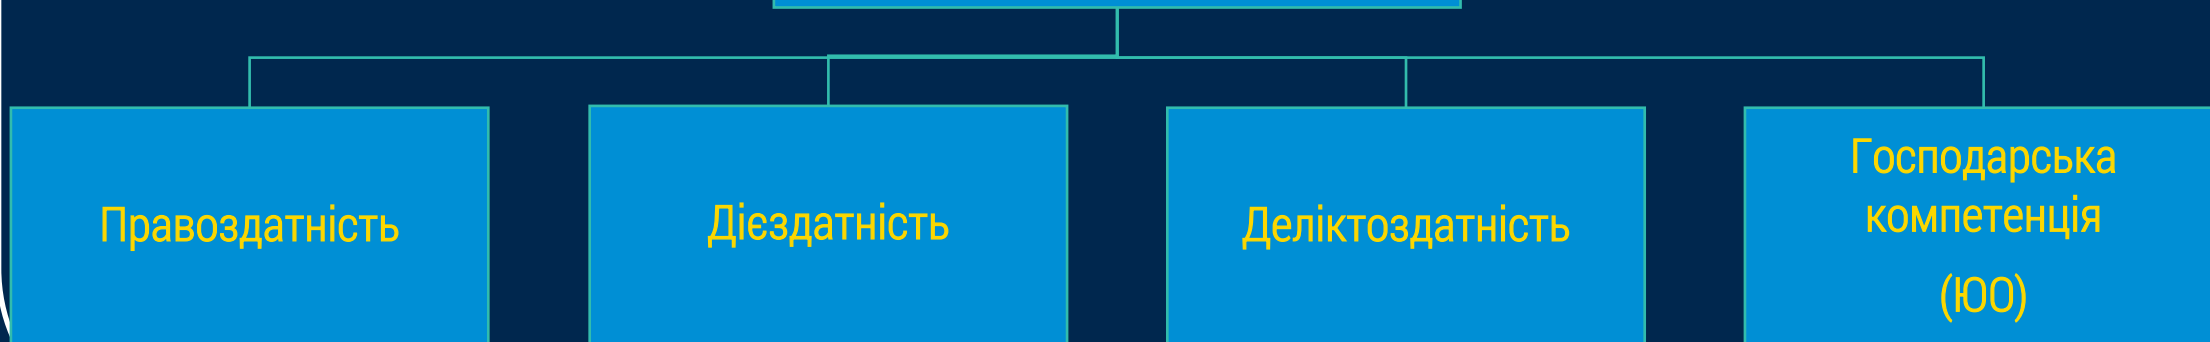 Правоздатність
Дієздатність
Деліктоздатність
Господарська
компетенція
(ЮО)